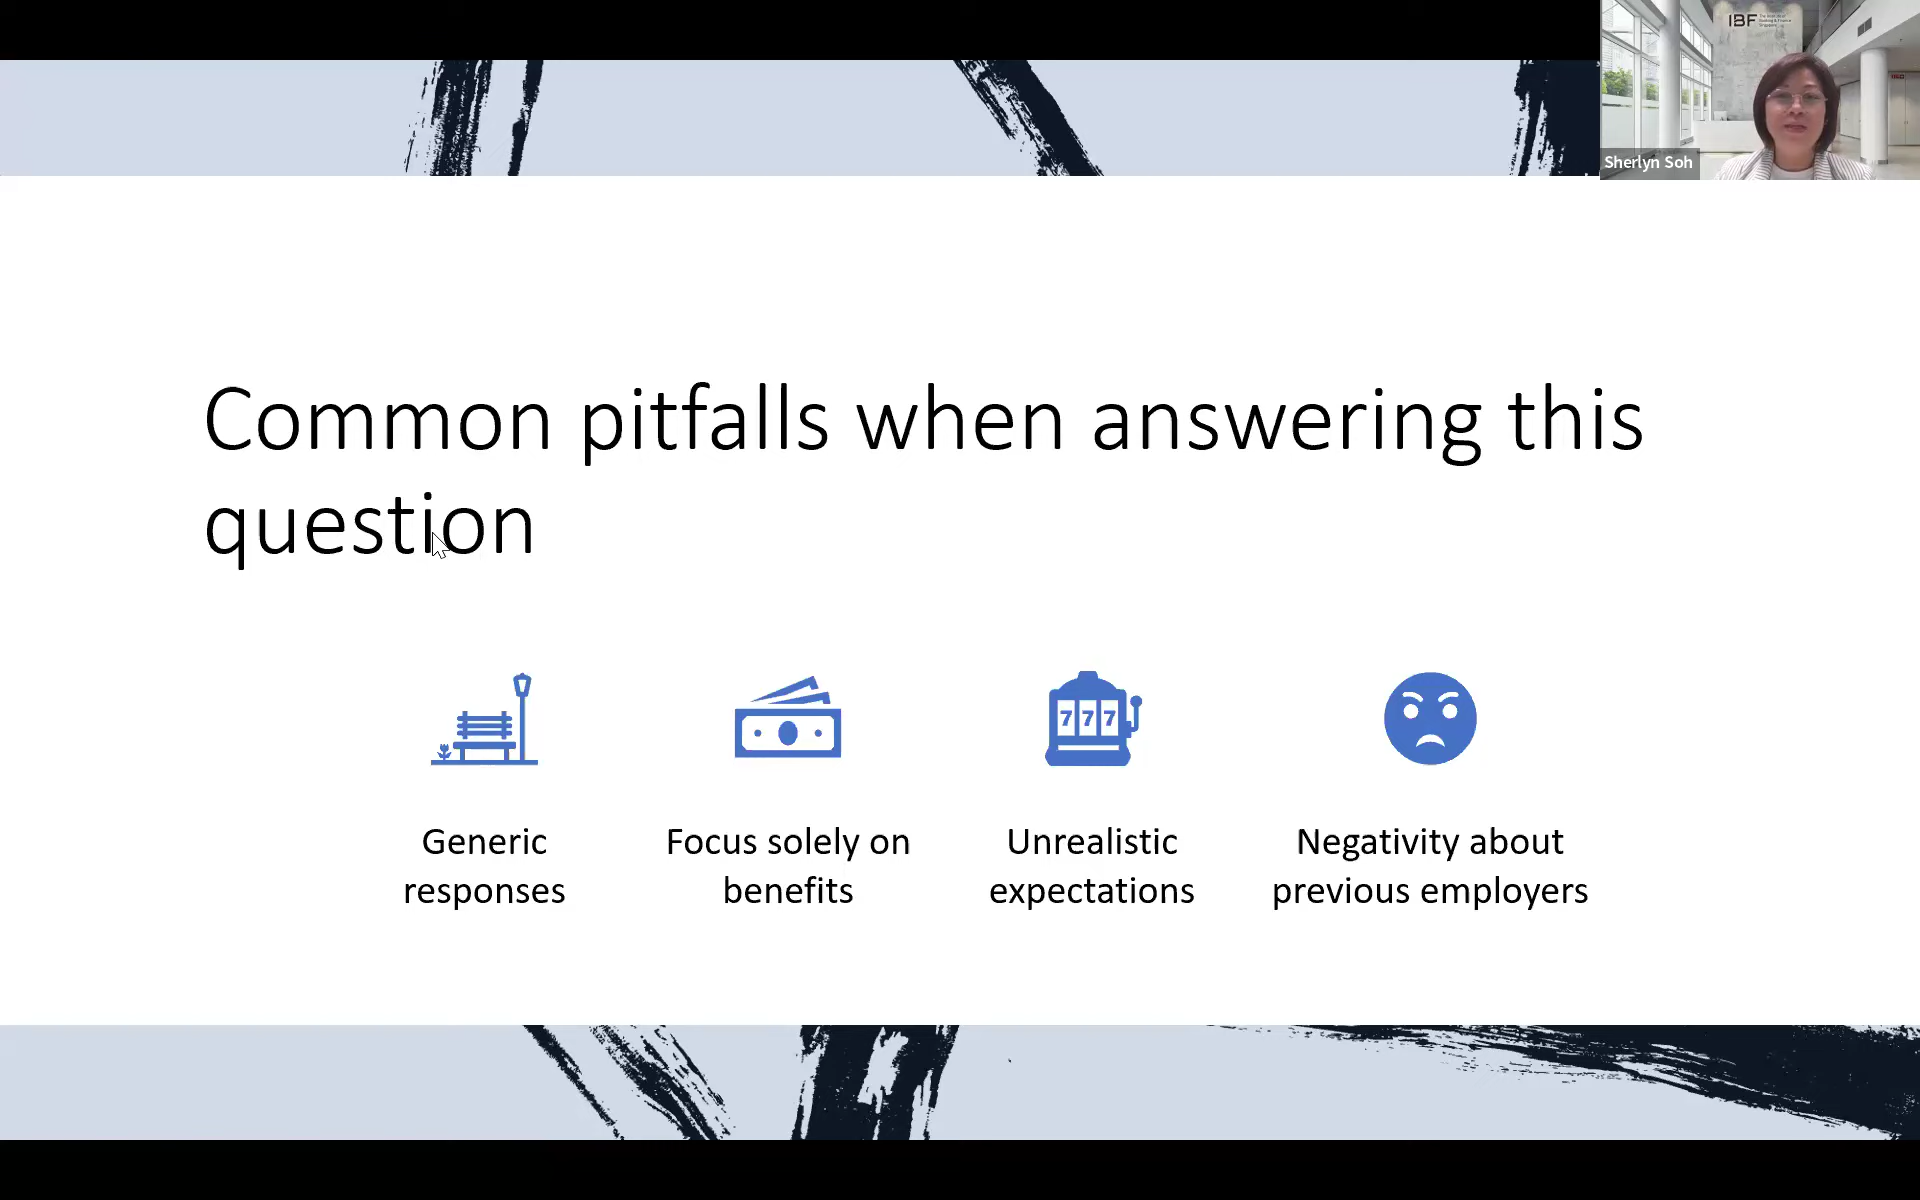 IBF
Sherlyn Soh
Common pitfalls when answering this
question
777
Generic
responses
Focus solely on
benefits
Unrealistic
expectations
Negativity about
previous employers